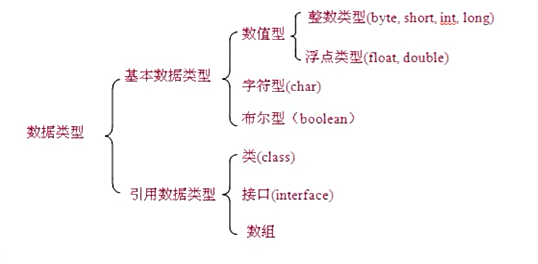 整数类型(byte, short, int, long)
数值型
浮点类型(float, double)
基本数据类型
字符型(char)
布尔型（boolean）
数据类型
类(class)
引用数据类型
接口(interface)
数组